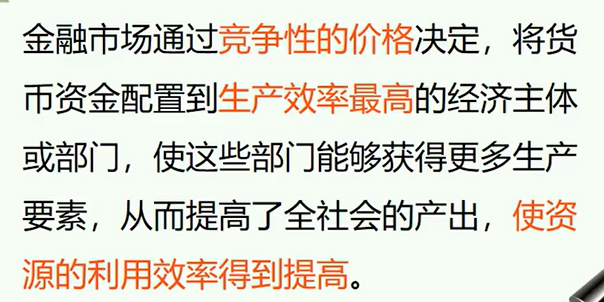 金融市场通过竞争性的价格决定，将货
币资金配置到生产效率最高的经济主体
或部门，使这些部门能够获得更多生产
要素，从而提高了全社会的产出，使资
源的利用效率得到提高。